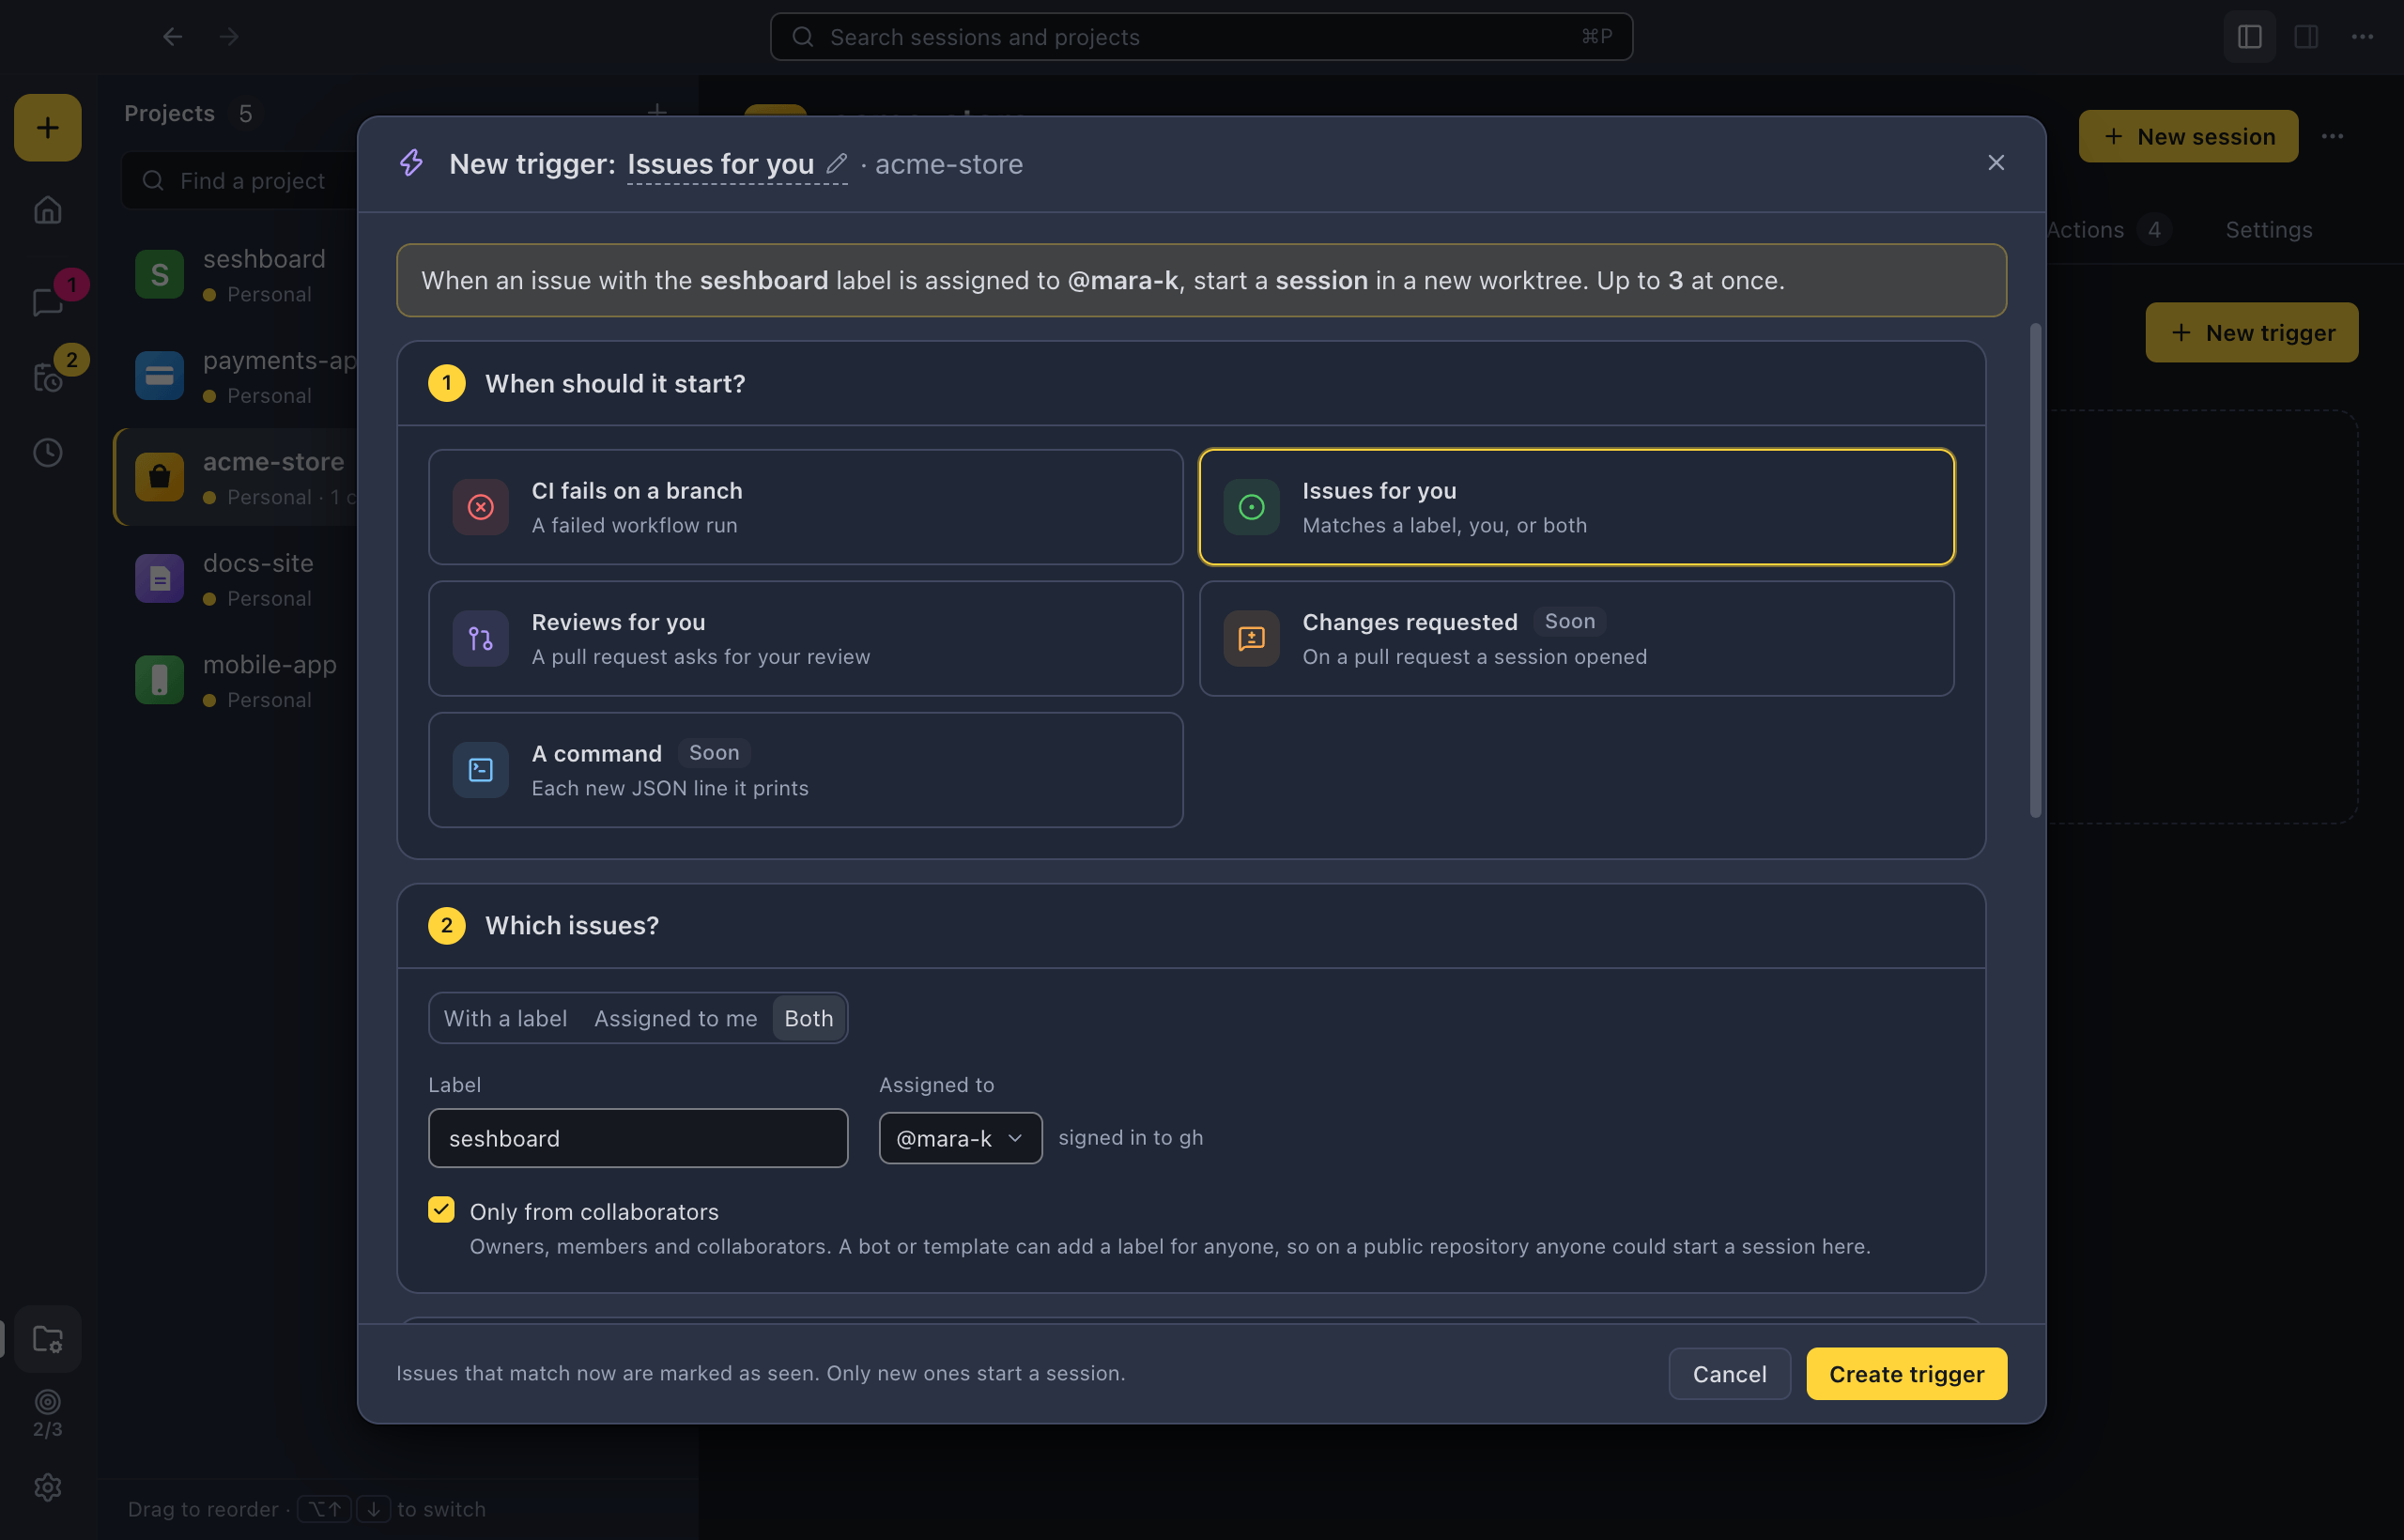 Search sessions and projects ⌘P
Projects 5
Find a project
S
seshboard
Personal
payments-ap
Personal
acme-store
Personal · 1 c
docs-site
Personal
mobile-app
Personal
1
2
2/3
Drag to reorder · ⌥↑ ↓ to switch
New session
Actions 4
Settings
New trigger
New trigger: Issues for you · acme-store
When an issue with the seshboard label is assigned to @mara-k, start a session in a new worktree. Up to 3 at once.
1 When should it start?
CI fails on a branch
A failed workflow run
Issues for you
Matches a label, you, or both
Reviews for you
A pull request asks for your review
Changes requested Soon
On a pull request a session opened
A command Soon
Each new JSON line it prints
2 Which issues?
With a label Assigned to me Both
Label
seshboard
Assigned to
@mara-k signed in to gh
Only from collaborators
Owners, members and collaborators. A bot or template can add a label for anyone, so on a public repository anyone could start a session here.
Issues that match now are marked as seen. Only new ones start a session.
Cancel
Create trigger